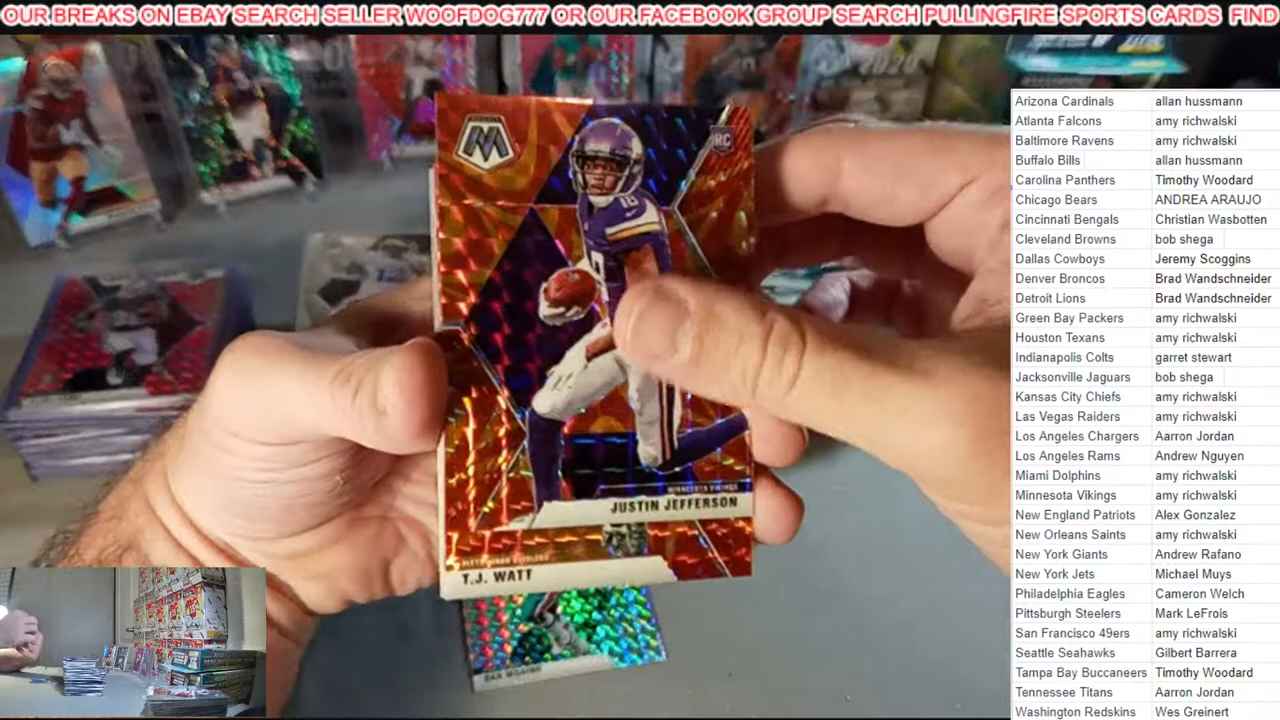 OUR BREAKS ON EBAY SEARCH SELLER WOOFDOG777 OR OUR FACEBOOK GROUP SEARCH PULLINGFIRE SPORTS CARDS FIND
2020
RC
18
MINNESOTA VIKINGS
JUSTIN JEFFERSON
PITTSBURGH STEELERS
T.J. WATT
DAN MARINO
Arizona Cardinals allan hussmann
Atlanta Falcons amy richwalski
Baltimore Ravens amy richwalski
Buffalo Bills allan hussmann
Carolina Panthers Timothy Woodard
Chicago Bears ANDREA ARAUJO
Cincinnati Bengals Christian Wasbotten
Cleveland Browns bob shega
Dallas Cowboys Jeremy Scoggins
Denver Broncos Brad Wandschneider
Detroit Lions Brad Wandschneider
Green Bay Packers amy richwalski
Houston Texans amy richwalski
Indianapolis Colts garret stewart
Jacksonville Jaguars bob shega
Kansas City Chiefs amy richwalski
Las Vegas Raiders amy richwalski
Los Angeles Chargers Aarron Jordan
Los Angeles Rams Andrew Nguyen
Miami Dolphins amy richwalski
Minnesota Vikings amy richwalski
New England Patriots Alex Gonzalez
New Orleans Saints amy richwalski
New York Giants Andrew Rafano
New York Jets Michael Muys
Philadelphia Eagles Cameron Welch
Pittsburgh Steelers Mark LeFrois
San Francisco 49ers amy richwalski
Seattle Seahawks Gilbert Barrera
Tampa Bay Buccaneers Timothy Woodard
Tennessee Titans Aarron Jordan
Washington Redskins Wes Greinert